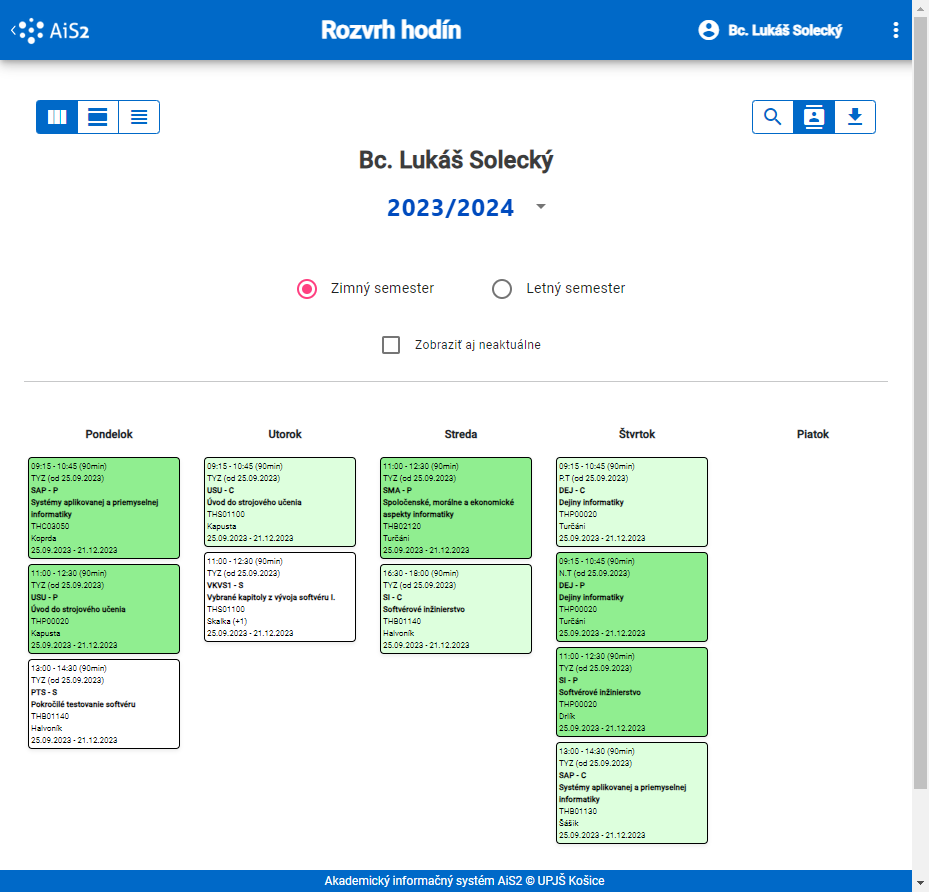 AiS2
Rozvrh hodín
Bc. Lukáš Solecký
Bc. Lukáš Solecký
2023/2024
Zimný semester
Letný semester
Zobraziť aj neaktuálne
Pondelok
09:15 - 10:45 (90min)
TYZ (od 25.09.2023)
SAP - P
Systémy aplikovanej a priemyselnej
informatiky
THC03050
Koprda
25.09.2023 - 21.12.2023
11:00 - 12:30 (90min)
TYZ (od 25.09.2023)
USU - P
Úvod do strojového učenia
THP00020
Kapusta
25.09.2023 - 21.12.2023
13:00 - 14:30 (90min)
TYZ (od 25.09.2023)
PTS - S
Pokročilé testovanie softvéru
THB01140
Halvoník
25.09.2023 - 21.12.2023
Utorok
09:15 - 10:45 (90min)
TYZ (od 25.09.2023)
USU - C
Úvod do strojového učenia
THS01100
Kapusta
25.09.2023 - 21.12.2023
11:00 - 12:30 (90min)
TYZ (od 25.09.2023)
VKVS1 - S
Vybrané kapitoly z vývoja softvéru I.
THS01100
Skalka (+1)
25.09.2023 - 21.12.2023
Streda
11:00 - 12:30 (90min)
TYZ (od 25.09.2023)
SMA - P
Spoločenské, morálne a ekonomické
aspekty informatiky
THB02120
Turčáni
25.09.2023 - 21.12.2023
16:30 - 18:00 (90min)
TYZ (od 25.09.2023)
SI - C
Softvérové inžinierstvo
THB01140
Halvoník
25.09.2023 - 21.12.2023
Štvrtok
09:15 - 10:45 (90min)
P.T (od 25.09.2023)
DEJ - C
Dejiny informatiky
THP00020
Turčáni
25.09.2023 - 21.12.2023
09:15 - 10:45 (90min)
N.T (od 25.09.2023)
DEJ - P
Dejiny informatiky
THP00020
Turčáni
25.09.2023 - 21.12.2023
11:00 - 12:30 (90min)
TYZ (od 25.09.2023)
SI - P
Softvérové inžinierstvo
THP00020
Drlík
25.09.2023 - 21.12.2023
13:00 - 14:30 (90min)
TYZ (od 25.09.2023)
SAP - C
Systémy aplikovanej a priemyselnej
informatiky
THB01130
Šášik
25.09.2023 - 21.12.2023
Piatok
Akademický informačný systém AiS2 © UPJŠ Košice